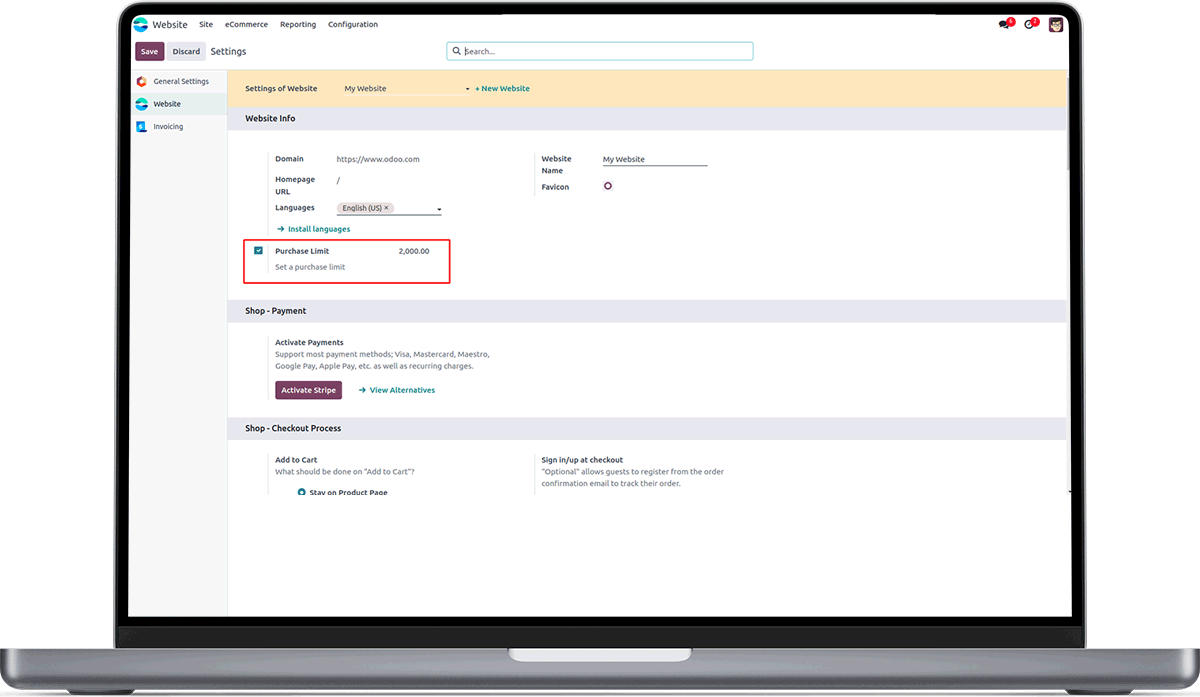 Website Site eCommerce Reporting Configuration 6 2
Save Discard Settings Search...
General Settings
Website
Invoicing
Settings of Website My Website + New Website
Website Info
Domain https://www.odoo.com
Homepage URL /
Languages English (US) ×
→ Install languages
Website Name My Website
Favicon
Purchase Limit 2,000.00
Set a purchase limit
Shop - Payment
Activate Payments
Support most payment methods; Visa, Mastercard, Maestro,
Google Pay, Apple Pay, etc. as well as recurring charges.
Activate Stripe → View Alternatives
Shop - Checkout Process
Add to Cart
What should be done on "Add to Cart"?
Stay on Product Page
Sign in/up at checkout
"Optional" allows guests to register from the order
confirmation email to track their order.